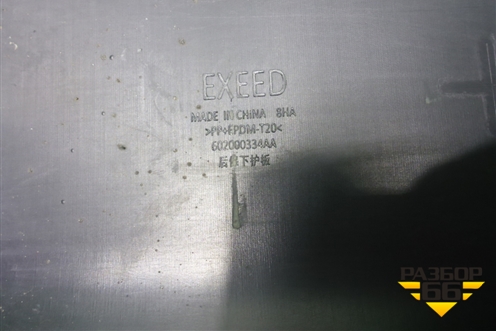 EXEED
MADE IN CHINA 8HA
>PP+EPDM-T20<
602000334AA
后保下护板
РАЗБОР
66